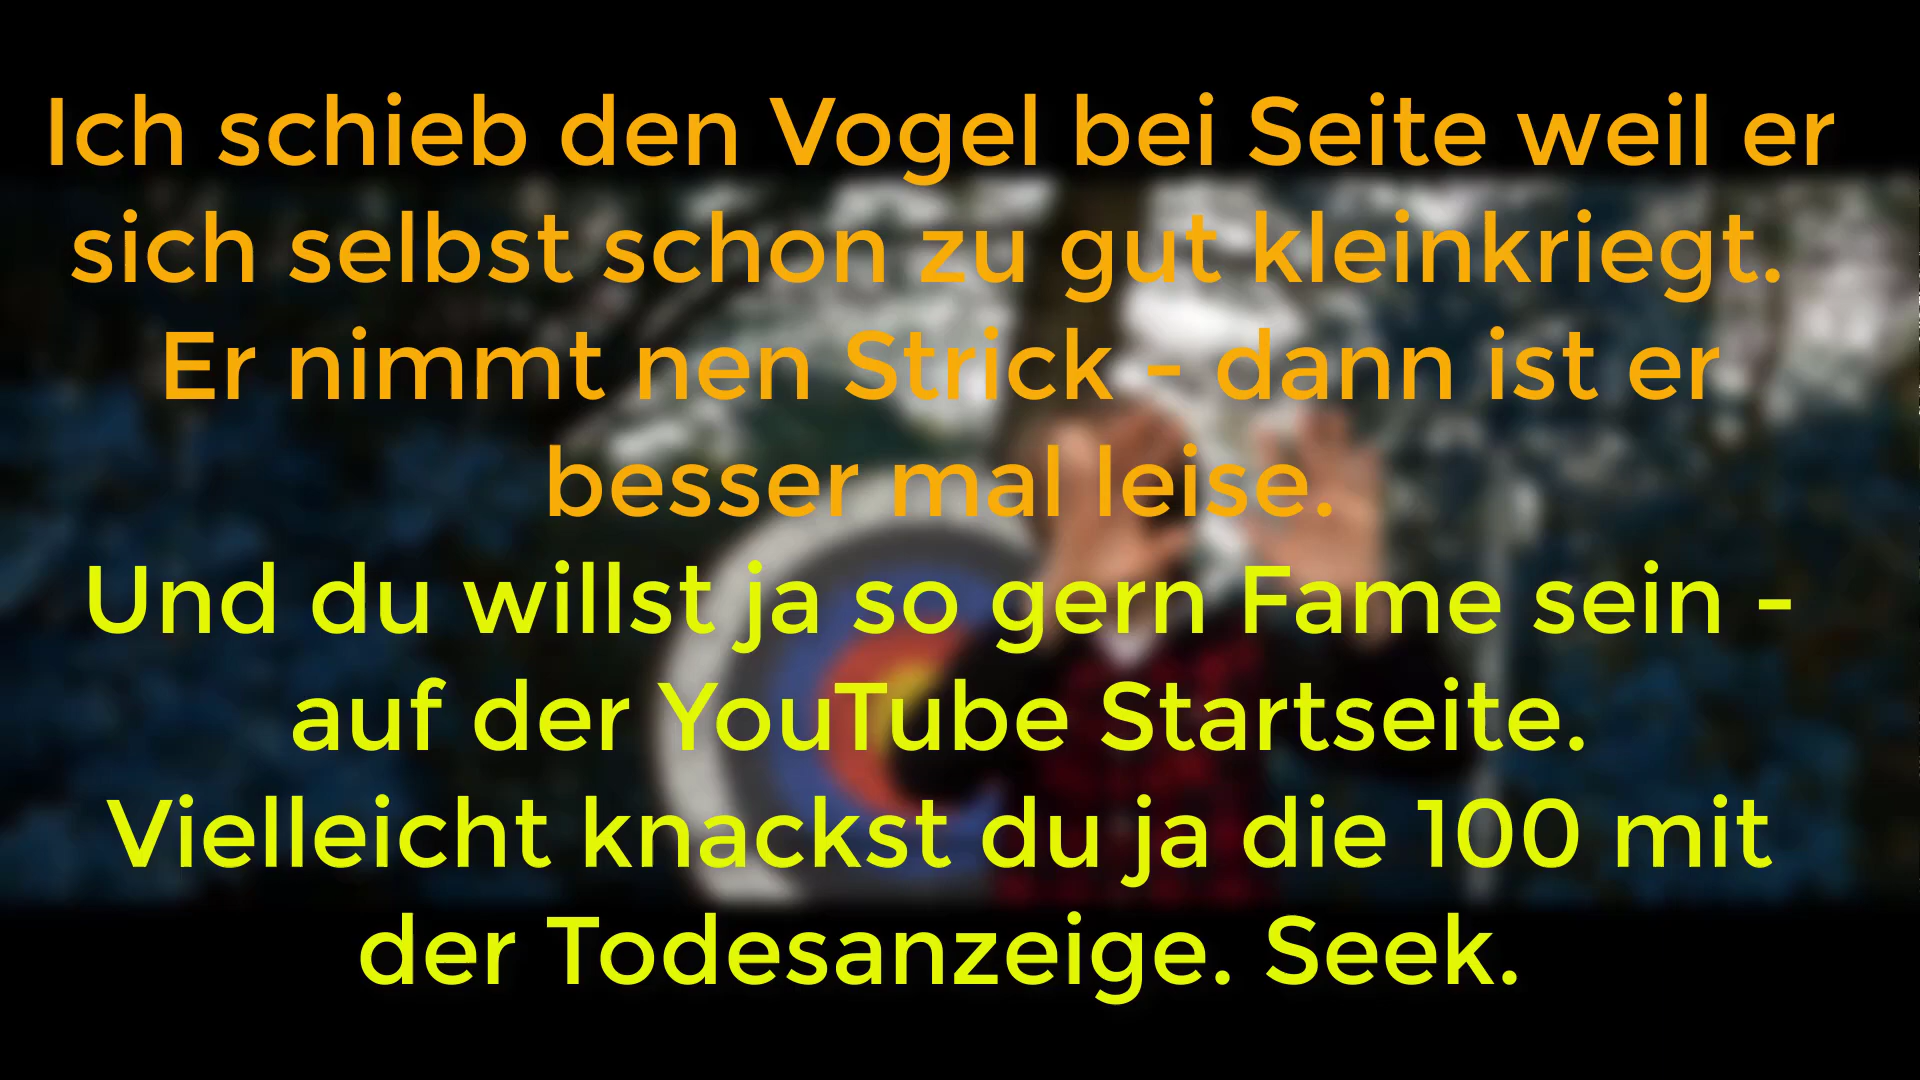 Ich schieb den Vogel bei Seite weil er
sich selbst schon zu gut kleinkriegt.
Er nimmt nen Strick - dann ist er
besser mal leise.
Und du willst ja so gern Fame sein -
auf der YouTube Startseite.
Vielleicht knackst du ja die 100 mit
der Todesanzeige. Seek.